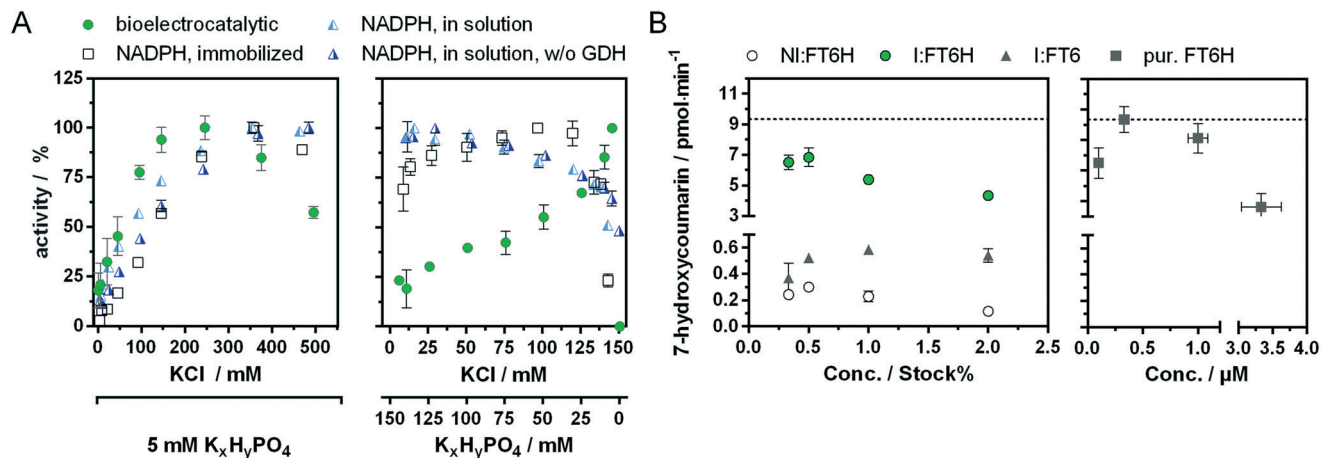 A
bioelectrocatalytic
NADPH, in solution
NADPH, immobilized
NADPH, in solution, w/o GDH
activity / %
125
100
75
50
25
0
0 100 200 300 400 500
KCl / mM
5 mM KxHyPO4
0 25 50 75 100 125 150
KCl / mM
150 125 100 75 50 25 0
KxHyPO4 / mM
B
NI:FT6H
I:FT6H
I:FT6
pur. FT6H
7-hydroxycoumarin / pmol·min-1
11
9
7
5
3
0.6
0.4
0.2
0.0
0.0 0.5 1.0 1.5 2.0 2.5
Conc. / Stock%
0.0 1.0 3.0 3.5 4.0
Conc. / µM